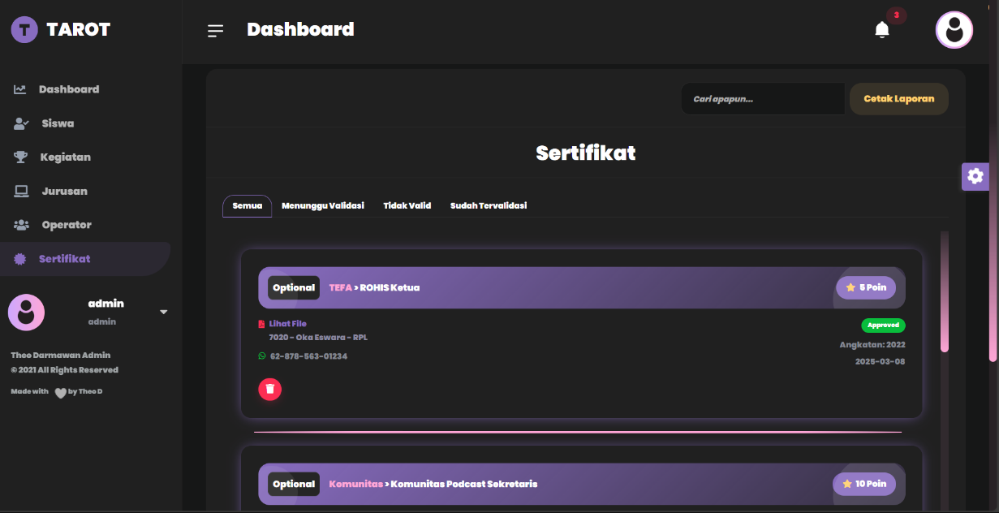 T TAROT
Dashboard
3
Dashboard
Siswa
Kegiatan
Jurusan
Operator
Sertifikat
admin
admin
Theo Darmawan Admin
© 2021 All Rights Reserved
Made with by Theo D
Cari apapun...
Cetak Laporan
Sertifikat
Semua Menunggu Validasi Tidak Valid Sudah Tervalidasi
Optional TEFA > ROHIS Ketua 5 Poin
Lihat File Approved
7020 - Oka Eswara - RPL
Angkatan: 2022
62-878-563-01234
2025-03-08
Optional Komunitas > Komunitas Podcast Sekretaris 10 Poin